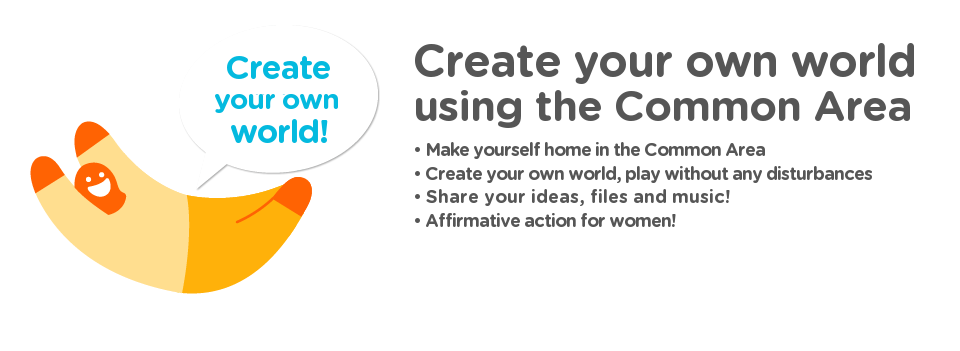 Create
your own
world!
Create your own world
using the Common Area
• Make yourself home in the Common Area
• Create your own world, play without any disturbances
• Share your ideas, files and music!
• Affirmative action for women!